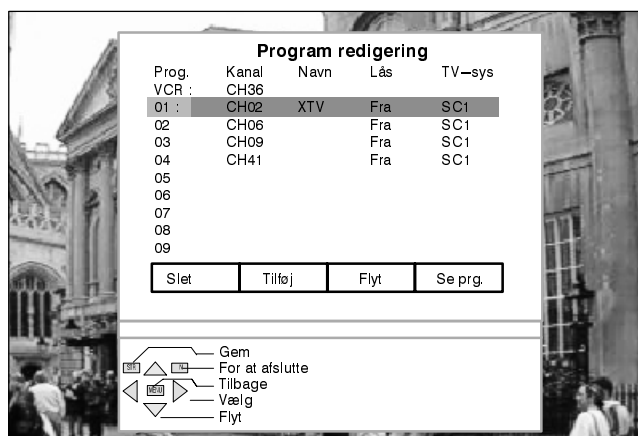 Program redigering
Prog. Kanal Navn Lås TV–sys
VCR : CH36
01 : CH02 XTV Fra SC1
02 CH06 Fra SC1
03 CH09 Fra SC1
04 CH41 Fra SC1
05
06
07
08
09
Slet Tilføj Flyt Se prg.
Gem
STR N For at afslutte
Tilbage
MENU Vælg
Flyt